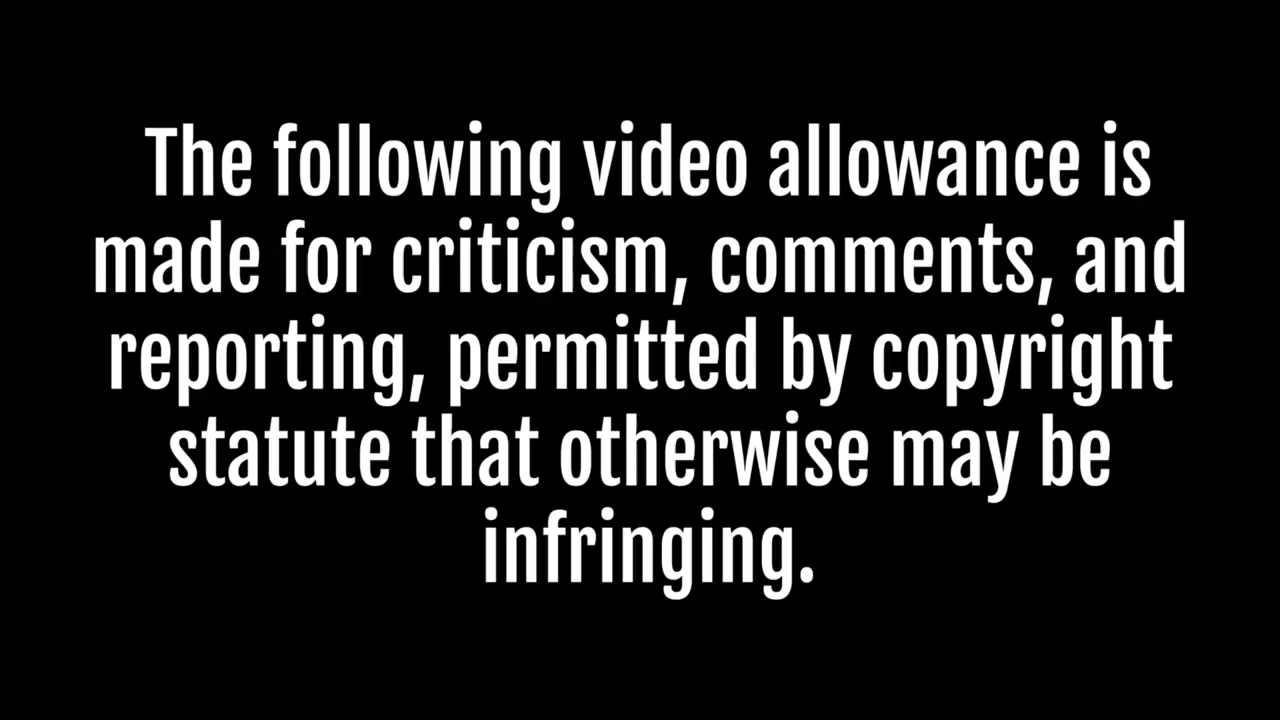 The following video allowance is
made for criticism, comments, and
reporting, permitted by copyright
statute that otherwise may be
infringing.